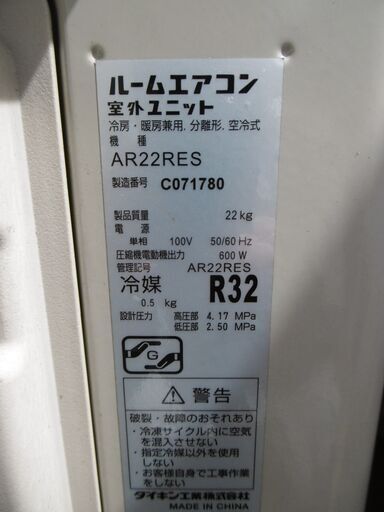 ルームエアコン
室外ユニット
冷房・暖房兼用. 分離形. 空冷式
機 種
AR22RES
製造番号 C071780
製品質量 22 kg
電 源
単相 100V 50/60 Hz
圧縮機電動機出力 600 W
管理記号 AR22RES
冷媒 R32
0.5 kg
設計圧力 高圧部 4.17 MPa
低圧部 2.50 MPa
G
警告
破裂・故障のおそれあり
・冷凍サイクル内に空気
を混入させない
・指定冷媒以外を使用
しない
・お客様自身で工事作業を
しない
ダイキン工業株式会社
MADE IN CHINA